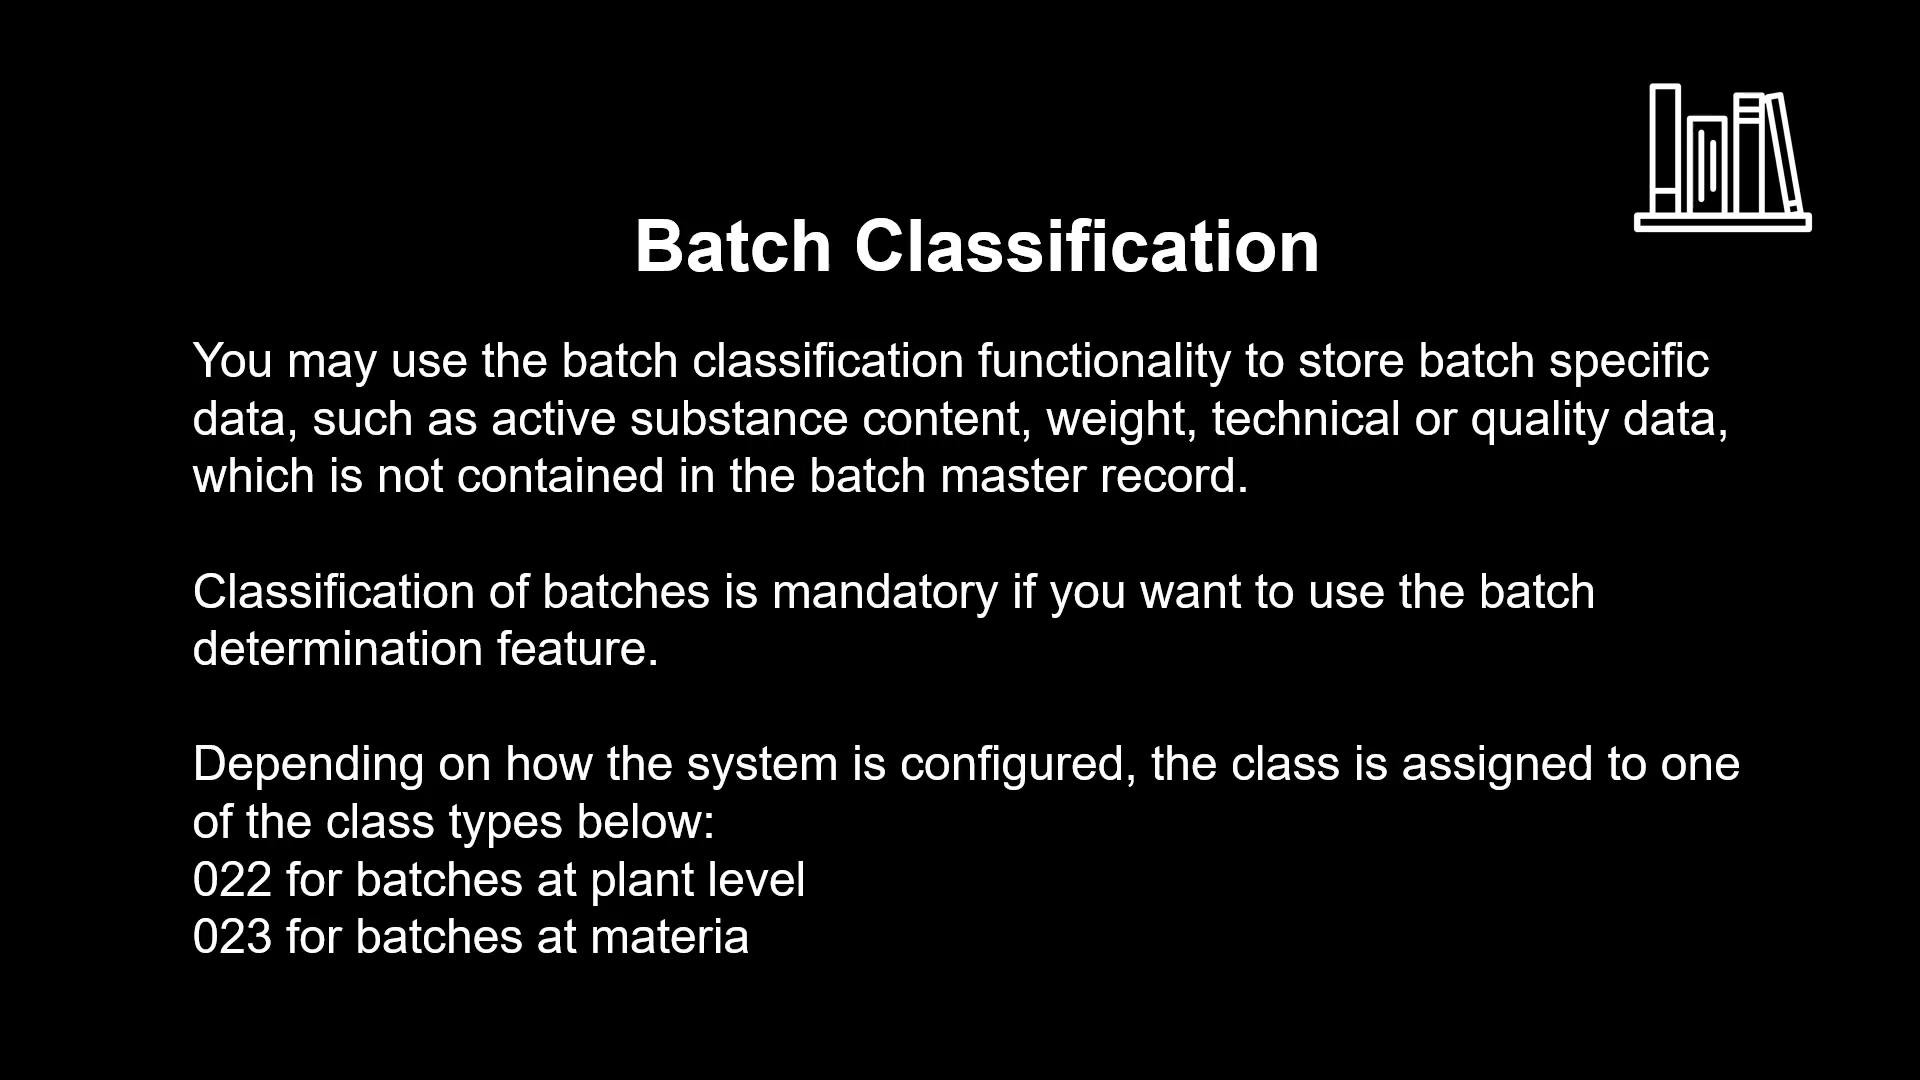 Batch Classification
You may use the batch classification functionality to store batch specific
data, such as active substance content, weight, technical or quality data,
which is not contained in the batch master record.
Classification of batches is mandatory if you want to use the batch
determination feature.
Depending on how the system is configured, the class is assigned to one
of the class types below:
022 for batches at plant level
023 for batches at materia